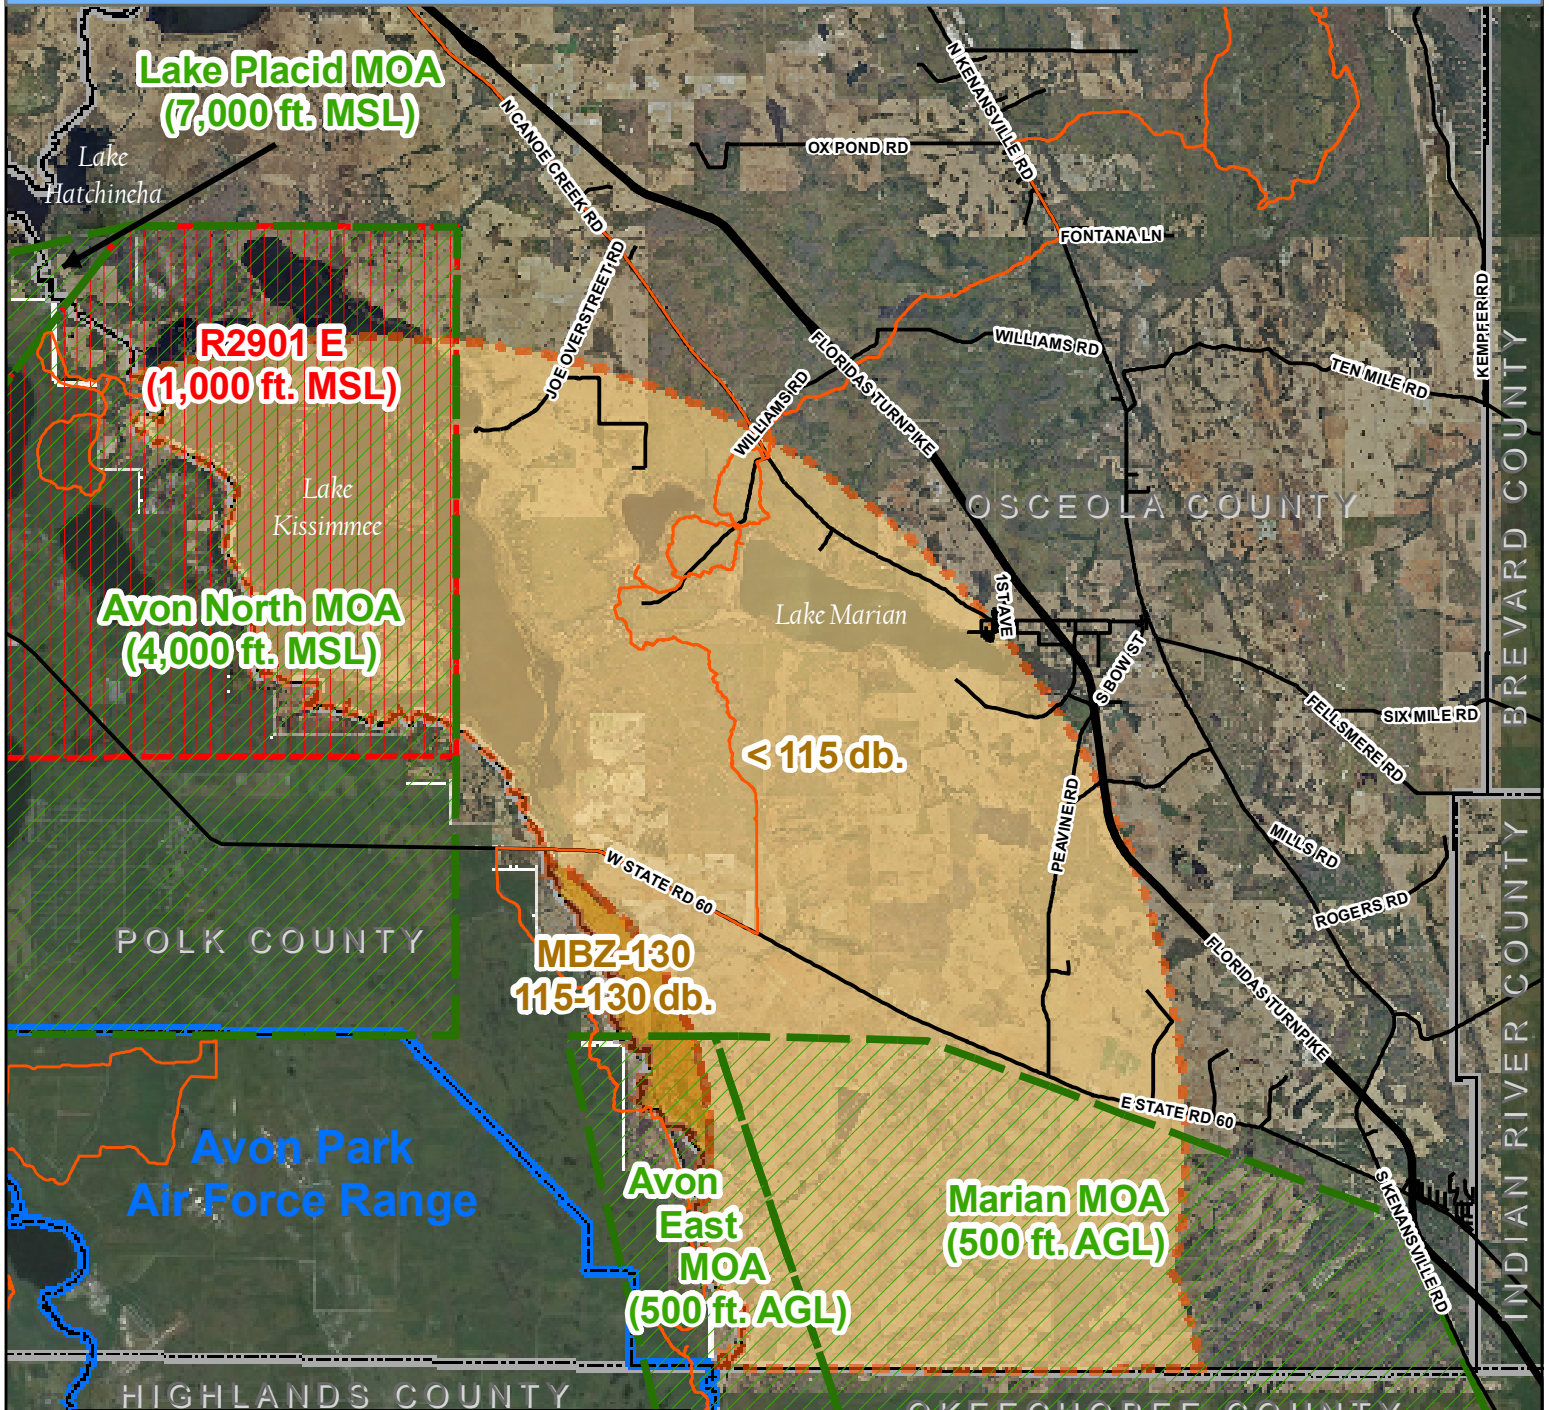 Lake Placid MOA
(7,000 ft. MSL)
Lake
Hatchineha
N CANOE CREEK RD
N KENANSVILLE RD
OX POND RD
FONTANA LN
JOE OVERSTREET RD
R2901 E
(1,000 ft. MSL)
WILLIAMS RD
WILLIAMS RD
FLORIDAS TURNPIKE
TEN MILE RD
KEMPFER RD
BREVARD COUNTY
Lake
Kissimmee
OSCEOLA COUNTY
Avon North MOA
(4,000 ft. MSL)
Lake Marian
1ST AVE
S BOW ST
FELLSMERE RD
SIX MILE RD
< 115 db.
PEAVINE RD
MILLS RD
ROGERS RD
W STATE RD 60
POLK COUNTY
MBZ-130
115-130 db.
FLORIDAS TURNPIKE
INDIAN RIVER COUNTY
E STATE RD 60
Avon Park
Air Force Range
Avon
East
MOA
(500 ft. AGL)
Marian MOA
(500 ft. AGL)
S KENANSVILLE RD
HIGHLANDS COUNTY
OKEECHOBEE COUNTY